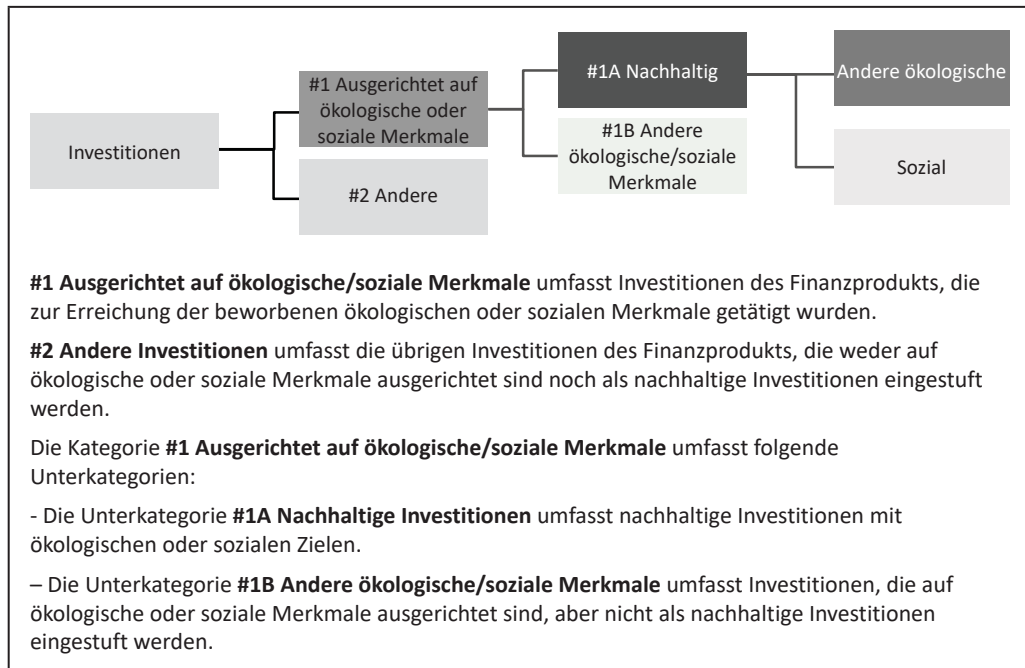 Investitionen
#1 Ausgerichtet auf
ökologische oder
soziale Merkmale
#2 Andere
#1A Nachhaltig
#1B Andere
ökologische/soziale
Merkmale
Andere ökologische
Sozial
#1 Ausgerichtet auf ökologische/soziale Merkmale umfasst Investitionen des Finanzprodukts, die
zur Erreichung der beworbenen ökologischen oder sozialen Merkmale getätigt wurden.
#2 Andere Investitionen umfasst die übrigen Investitionen des Finanzprodukts, die weder auf
ökologische oder soziale Merkmale ausgerichtet sind noch als nachhaltige Investitionen eingestuft
werden.
Die Kategorie #1 Ausgerichtet auf ökologische/soziale Merkmale umfasst folgende
Unterkategorien:
- Die Unterkategorie #1A Nachhaltige Investitionen umfasst nachhaltige Investitionen mit
ökologischen oder sozialen Zielen.
– Die Unterkategorie #1B Andere ökologische/soziale Merkmale umfasst Investitionen, die auf
ökologische oder soziale Merkmale ausgerichtet sind, aber nicht als nachhaltige Investitionen
eingestuft werden.